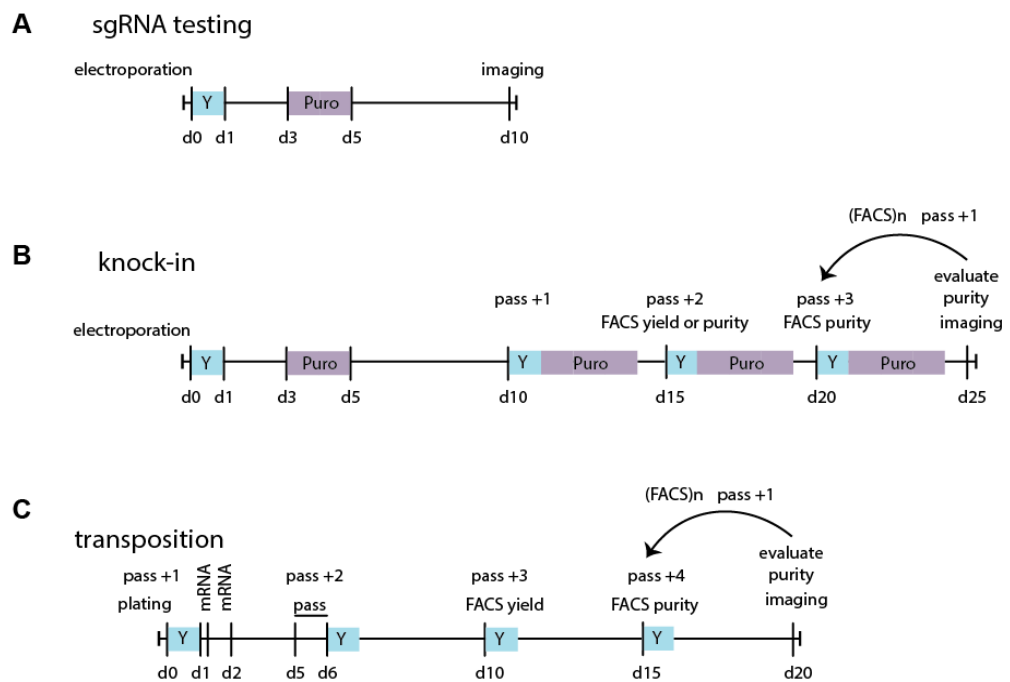 A sgRNA testing
electroporation imaging
Y Puro
d0 d1 d3 d5 d10
(FACS)n pass +1
B knock-in
evaluate
purity
imaging
pass +1 pass +2 pass +3
FACS yield or purity FACS purity
electroporation
Y Puro Y Puro Y Puro Y Puro
d0 d1 d3 d5 d10 d15 d20 d25
(FACS)n pass +1
C
transposition
evaluate
purity
imaging
pass +1 mRNA mRNA pass +2 pass +3 pass +4
plating pass FACS yield FACS purity
Y Y Y Y
d0 d1 d2 d5 d6 d10 d15 d20